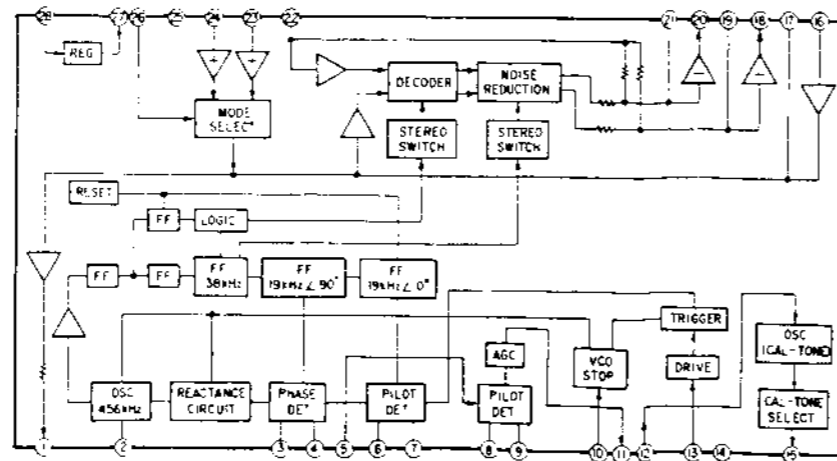 28 27 26 25 24 23 22 21 20 19 18 17 16
REG
+ +
DECODER
NOISE
REDUCTION
MODE
SELECT
STEREO
SWITCH
STEREO
SWITCH
RESET
FF
LOGIC
FF
FF
FF
38kHz
FF
19kHz∠90°
FF
19kHz∠0°
TRIGGER
OSC
(CAL-TONE)
AGC
VCO
STOP
DRIVE
OSC
456kHz
REACTANCE
CIRCUIT
PHASE
DET
PILOT
DET
PILOT
DET
CAL-TONE
SELECT
1 2 3 4 5 6 7 8 9 10 11 12 13 14 15